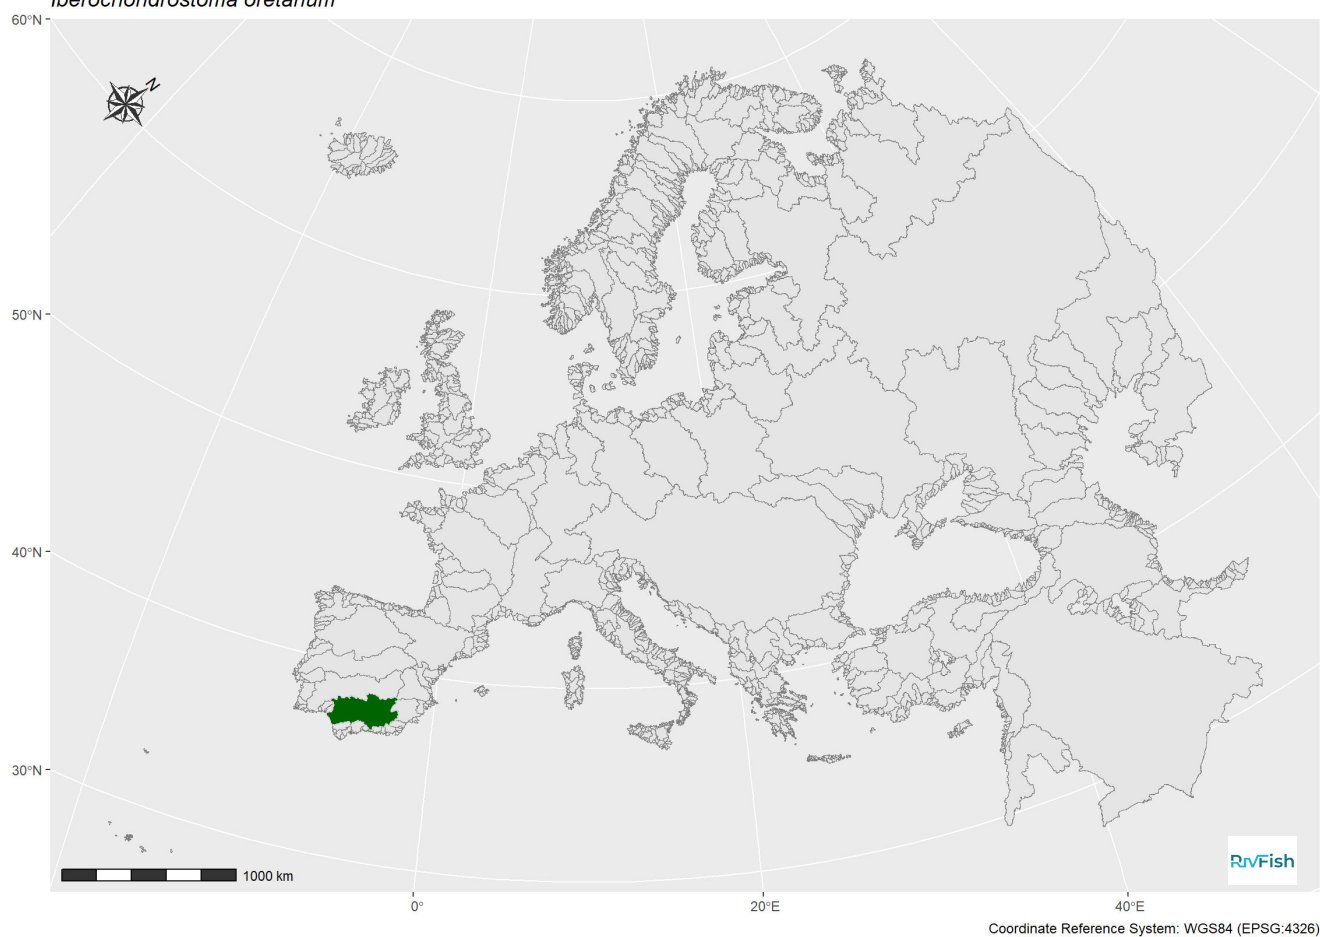 Iberochondrostoma oretanum
60°N
N
50°N
40°N
30°N
1000 km
RivFish
0°
20°E
40°E
Coordinate Reference System: WGS84 (EPSG:4326)